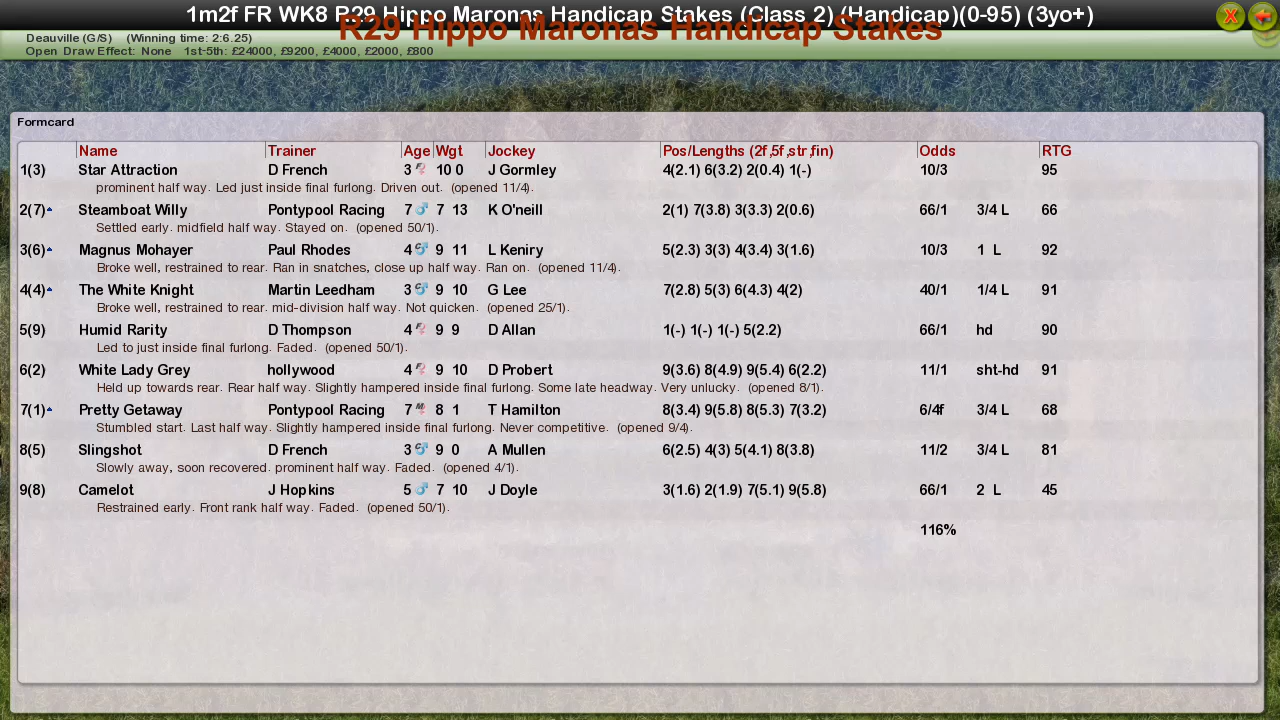 1m2f FR WK8 R29 Hippo Maronas Handicap Stakes (Class 2) (Handicap)(0-95) (3yo+)
R29 Hippo Maronas Handicap Stakes
Deauville (G/S) (Winning time: 2:6.25)
Open Draw Effect: None 1st-5th: £24000, £9200, £4000, £2000, £800
Formcard
Name Trainer Age Wgt Jockey Pos/Lengths (2f,5f,str,fin) Odds RTG
1(3) Star Attraction D French 3 F 10 0 J Gormley 4(2.1) 6(3.2) 2(0.4) 1(-) 10/3 95
prominent half way. Led just inside final furlong. Driven out. (opened 11/4).
2(7) Steamboat Willy Pontypool Racing 7 7 13 K O'neill 2(1) 7(3.8) 3(3.3) 2(0.6) 66/1 3/4 L 66
Settled early. midfield half way. Stayed on. (opened 50/1).
3(6) Magnus Mohayer Paul Rhodes 4 9 11 L Keniry 5(2.3) 3(3) 4(3.4) 3(1.6) 10/3 1 L 92
Broke well, restrained to rear. Ran in snatches, close up half way. Ran on. (opened 11/4).
4(4) The White Knight Martin Leedham 3 9 10 G Lee 7(2.8) 5(3) 6(4.3) 4(2) 40/1 1/4 L 91
Broke well, restrained to rear. mid-division half way. Not quicken. (opened 25/1).
5(9) Humid Rarity D Thompson 4 F 9 9 D Allan 1(-) 1(-) 1(-) 5(2.2) 66/1 hd 90
Led to just inside final furlong. Faded. (opened 50/1).
6(2) White Lady Grey hollywood 4 F 9 10 D Probert 9(3.6) 8(4.9) 9(5.4) 6(2.2) 11/1 sht-hd 91
Held up towards rear. Rear half way. Slightly hampered inside final furlong. Some late headway. Very unlucky. (opened 8/1).
7(1) Pretty Getaway Pontypool Racing 7 M 8 1 T Hamilton 8(3.4) 9(5.8) 8(5.3) 7(3.2) 6/4f 3/4 L 68
Stumbled start. Last half way. Slightly hampered inside final furlong. Never competitive. (opened 9/4).
8(5) Slingshot D French 3 9 0 A Mullen 6(2.5) 4(3) 5(4.1) 8(3.8) 11/2 3/4 L 81
Slowly away, soon recovered. prominent half way. Faded. (opened 4/1).
9(8) Camelot J Hopkins 5 7 10 J Doyle 3(1.6) 2(1.9) 7(5.1) 9(5.8) 66/1 2 L 45
Restrained early. Front rank half way. Faded. (opened 50/1).
116%